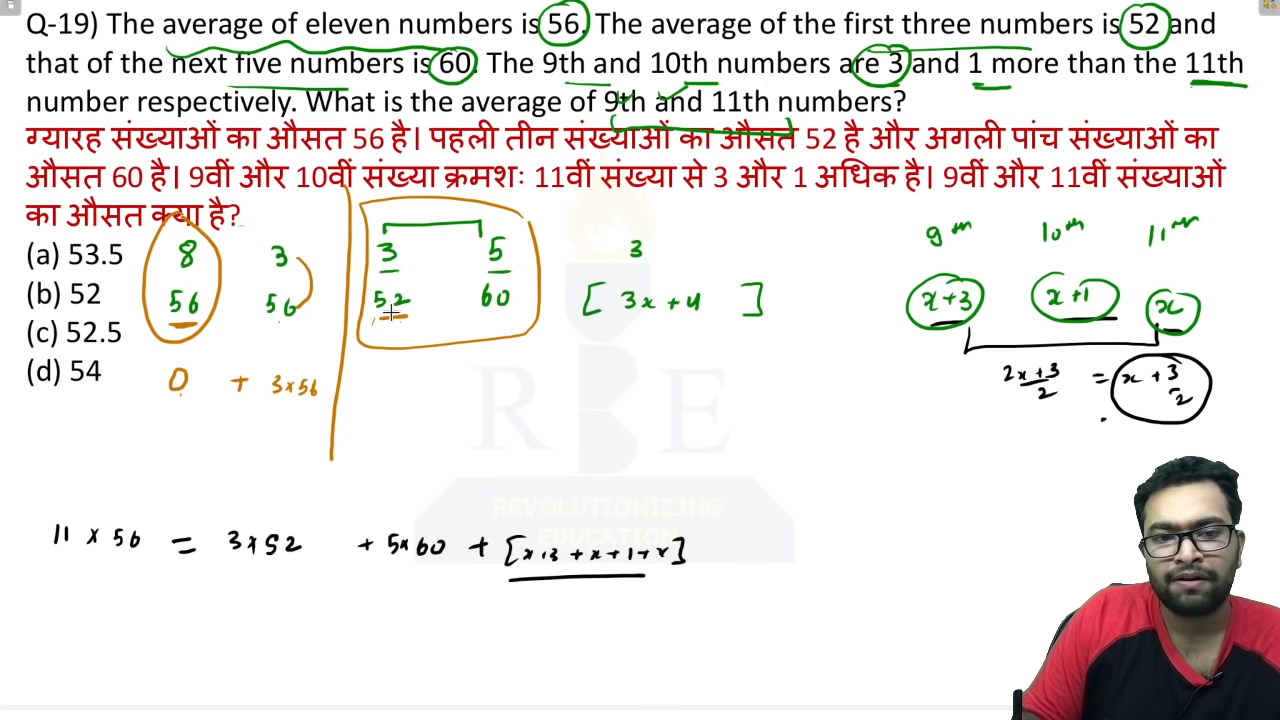 Q-19) The average of eleven numbers is 56. The average of the first three numbers is 52 and
that of the next five numbers is 60. The 9th and 10th numbers are 3 and 1 more than the 11th
number respectively. What is the average of 9th and 11th numbers?
ग्यारह संख्याओं का औसत 56 है। पहली तीन संख्याओं का औसत 52 है और अगली पांच संख्याओं का
औसत 60 है। 9वीं और 10वीं संख्या क्रमशः 11वीं संख्या से 3 और 1 अधिक है। 9वीं और 11वीं संख्याओं
का औसत क्या है?
(a) 53.5
(b) 52
(c) 52.5
(d) 54
8 3 3 5 3
56 56 52 60 [ 3x + 4 ]
0 + 3×56
9th 10th 11th
x+3 x+1 x
2x+3/2 = x + 3/2
11 × 56 = 3×52 + 5×60 + [x+3 + x+1+x]
R B E
REVOLUTIONIZING
EDUCATION